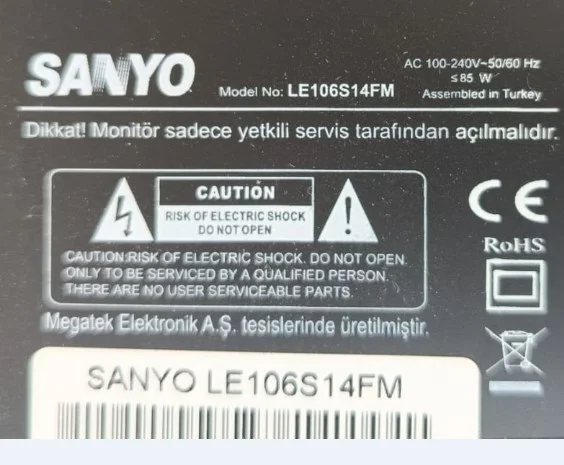 SANYO
Model No: LE106S14FM
AC 100-240V~50/60 Hz
≤85 W
Assembled in Turkey
Dikkat! Monitör sadece yetkili servis tarafından açılmalıdır.
CAUTION
RISK OF ELECTRIC SHOCK
DO NOT OPEN
CAUTION:RISK OF ELECTRIC SHOCK. DO NOT OPEN.
ONLY TO BE SERVICED BY A QUALIFIED PERSON.
THERE ARE NO USER SERVICEABLE PARTS.
CE
RoHS
Megatek Elektronik A.Ş. tesislerinde üretilmiştir.
SANYO LE106S14FM